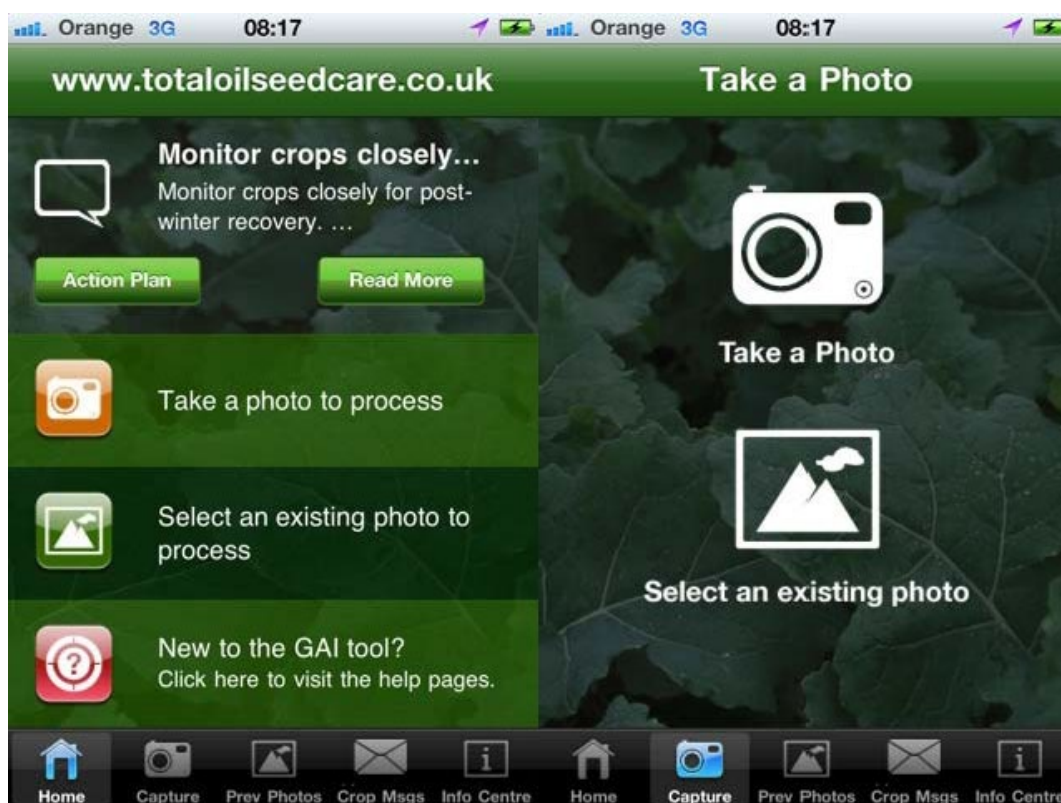 Orange 3G 08:17
www.totaloilseedcare.co.uk
Monitor crops closely...
Monitor crops closely for post-
winter recovery. ...
Action Plan Read More
Take a photo to process
Select an existing photo to
process
New to the GAI tool?
Click here to visit the help pages.
Home Capture Prev Photos Crop Msgs Info Centre
Orange 3G 08:17
Take a Photo
Take a Photo
Select an existing photo
Home Capture Prev Photos Crop Msgs Info Centre